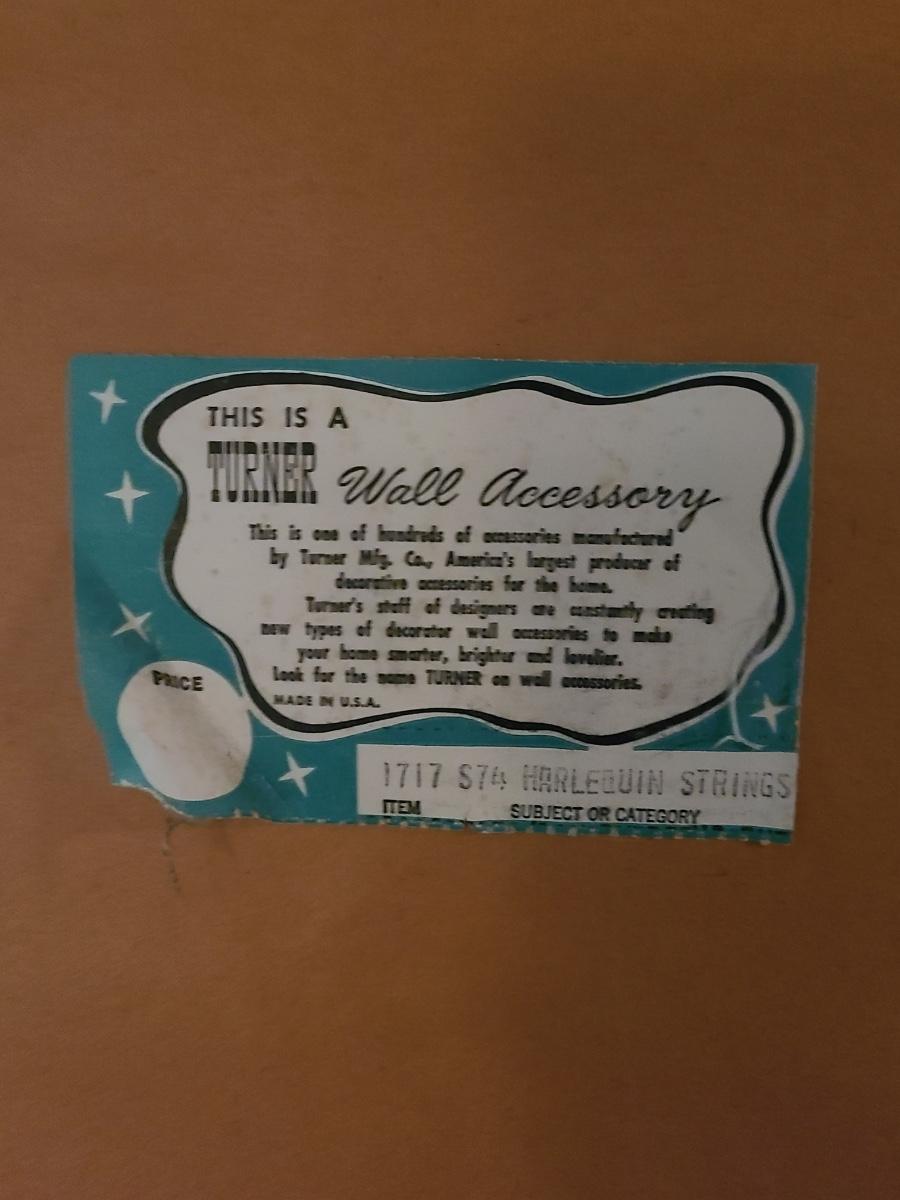 THIS IS A
TURNER Wall Accessory
This is one of hundreds of accessories manufactured
by Turner Mfg. Co., America's largest producer of
decorative accessories for the home.
Turner's staff of designers are constantly creating
new types of decorator wall accessories to make
your home smarter, brighter and lovelier.
Look for the name TURNER on wall accessories.
MADE IN U.S.A.
PRICE
1717 S74 HARLEQUIN STRINGS
ITEM SUBJECT OR CATEGORY